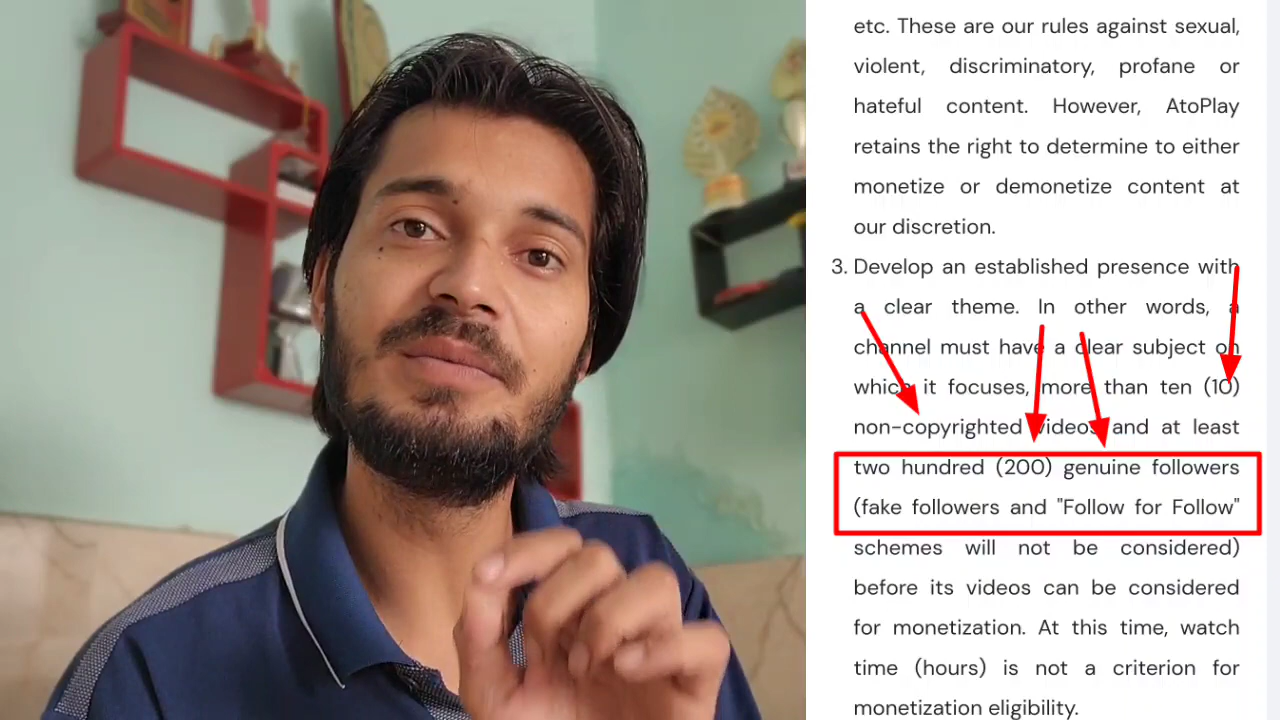 etc. These are our rules against sexual,
violent, discriminatory, profane or
hateful content. However, AtoPlay
retains the right to determine to either
monetize or demonetize content at
our discretion.
3. Develop an established presence with
a clear theme. In other words, a
channel must have a clear subject on
which it focuses, more than ten (10)
non-copyrighted videos and at least
two hundred (200) genuine followers
(fake followers and "Follow for Follow"
schemes will not be considered)
before its videos can be considered
for monetization. At this time, watch
time (hours) is not a criterion for
monetization eligibility.